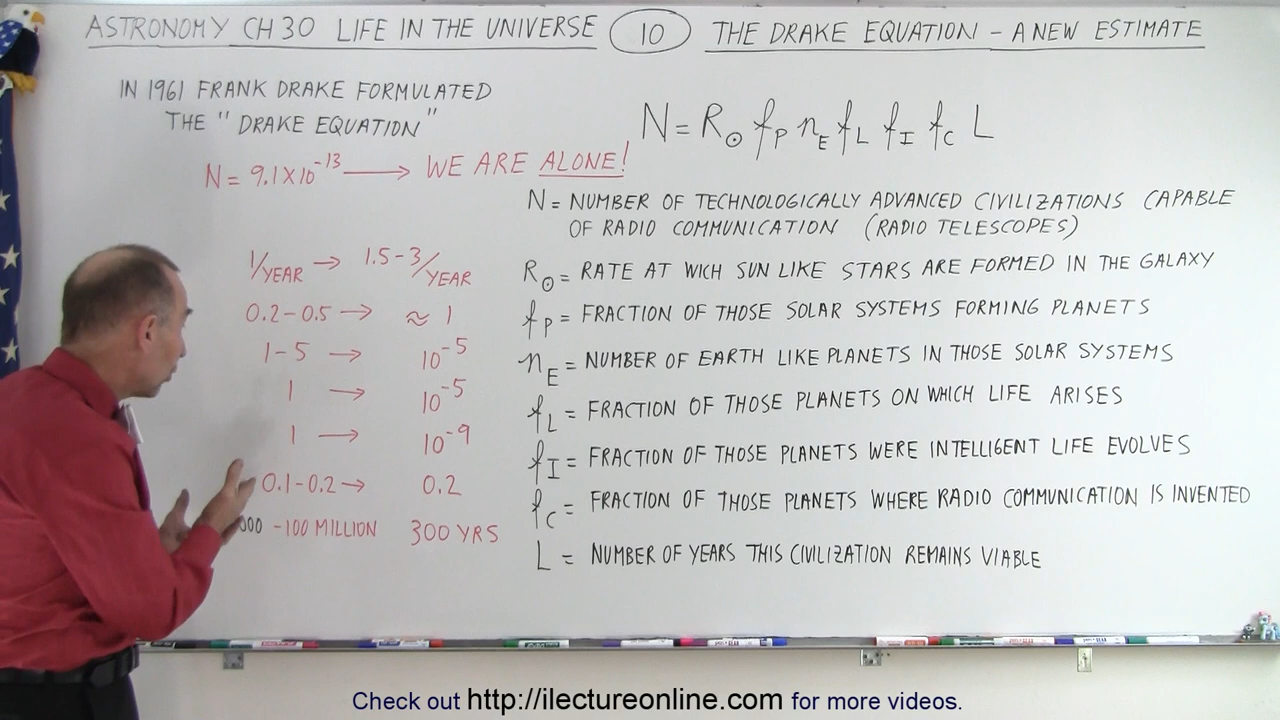 ASTRONOMY CH 30 LIFE IN THE UNIVERSE 10 THE DRAKE EQUATION – A NEW ESTIMATE
IN 1961 FRANK DRAKE FORMULATED
THE "DRAKE EQUATION"
N = R⊙ fP nE fL fI fC L
N = 9.1 X 10^-13 → WE ARE ALONE!
N = NUMBER OF TECHNOLOGICALLY ADVANCED CIVILIZATIONS CAPABLE
OF RADIO COMMUNICATION (RADIO TELESCOPES)
1/YEAR → 1.5 - 3/YEAR
R⊙ = RATE AT WICH SUN LIKE STARS ARE FORMED IN THE GALAXY
0.2 - 0.5 → ≈ 1
fP = FRACTION OF THOSE SOLAR SYSTEMS FORMING PLANETS
1 - 5 → 10^-5
nE = NUMBER OF EARTH LIKE PLANETS IN THOSE SOLAR SYSTEMS
1 → 10^-5
fL = FRACTION OF THOSE PLANETS ON WHICH LIFE ARISES
1 → 10^-9
fI = FRACTION OF THOSE PLANETS WERE INTELLIGENT LIFE EVOLVES
0.1 - 0.2 → 0.2
fC = FRACTION OF THOSE PLANETS WHERE RADIO COMMUNICATION IS INVENTED
-100 MILLION 300 YRS
L = NUMBER OF YEARS THIS CIVILIZATION REMAINS VIABLE
Check out http://ilectureonline.com for more videos.